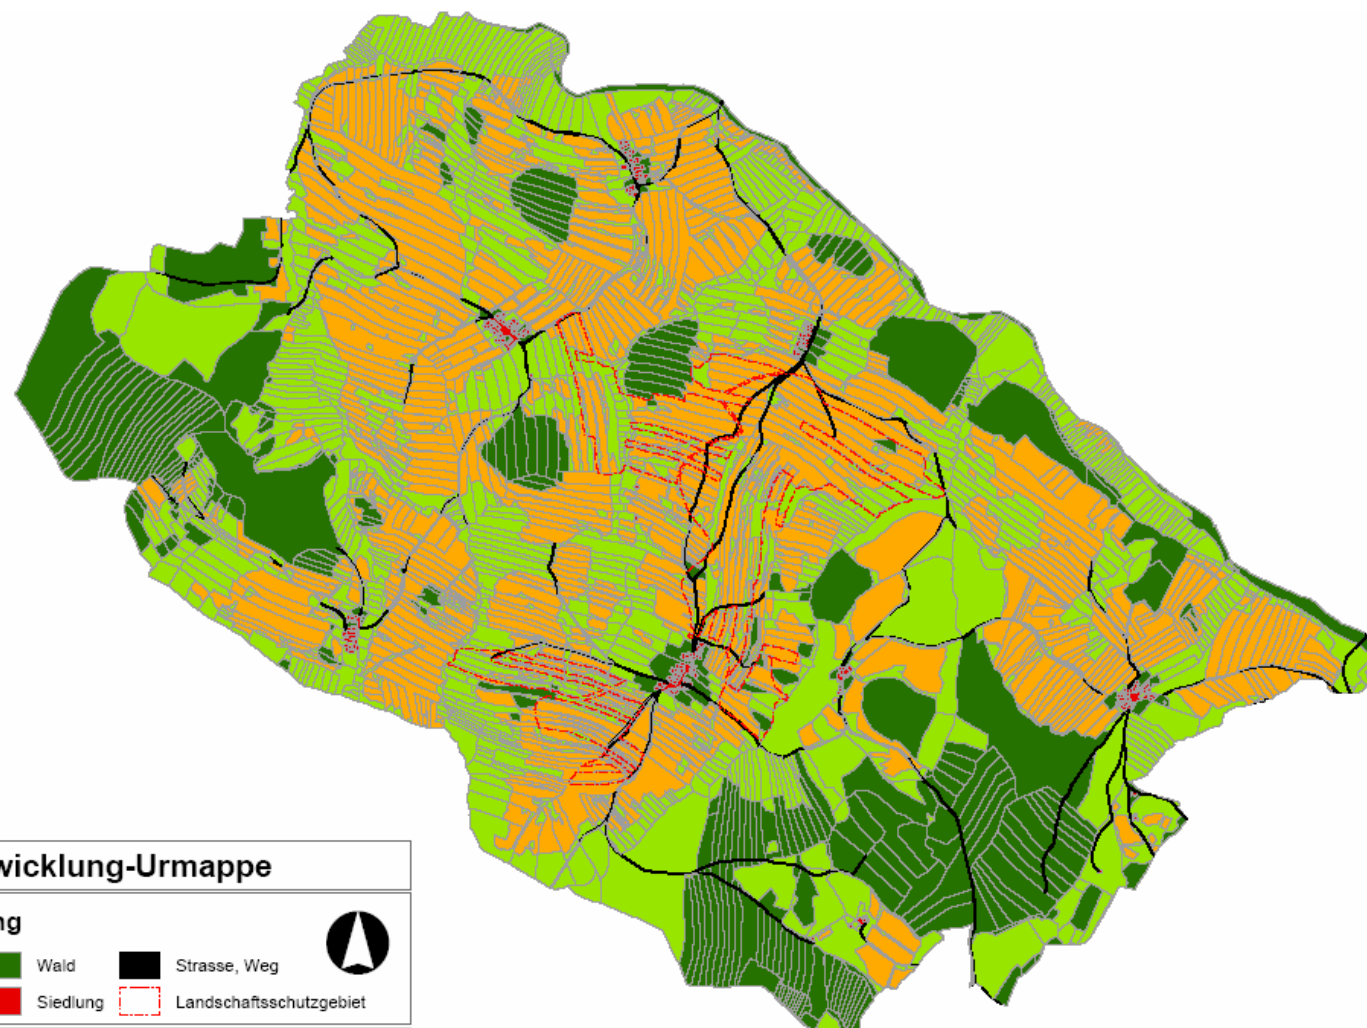 wicklung-Urmappe
ng
Wald Strasse, Weg
Siedlung Landschaftsschutzgebiet